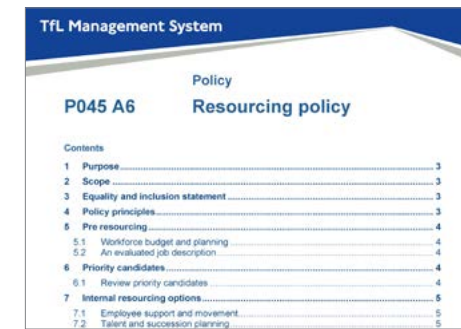 TfL Management System
Policy
P045 A6 Resourcing policy
Contents
1 Purpose 3
2 Scope 3
3 Equality and inclusion statement 3
4 Policy principles 3
5 Pre resourcing 4
5.1 Workforce budget and planning 4
5.2 An evaluated job description 4
6 Priority candidates 4
6.1 Review priority candidates 4
7 Internal resourcing options 5
7.1 Employee support and movement 5
7.2 Talent and succession planning 5